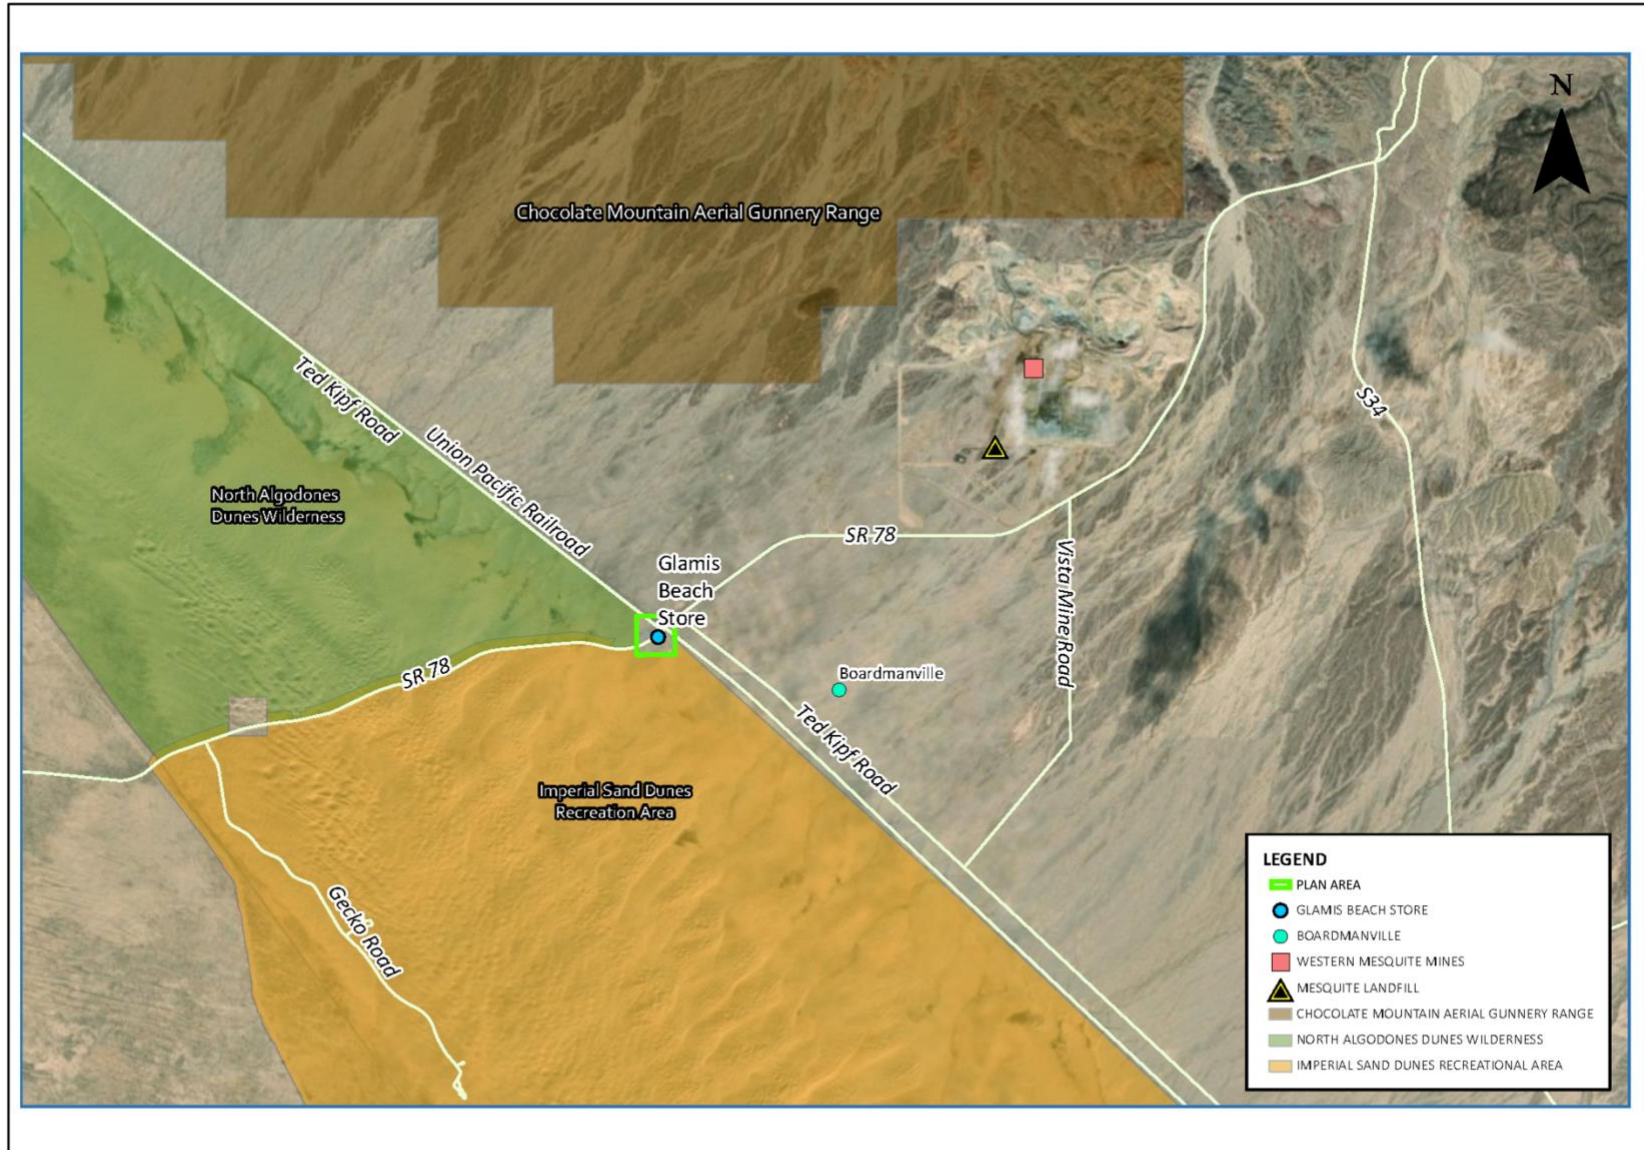 N
Chocolate Mountain Aerial Gunnery Range
Ted Kipf Road
Union Pacific Railroad
S34
North Algodones
Dunes Wilderness
SR 78
Glamis
Beach
Store
Vista Mine Road
SR 78
Boardmanville
Ted Kipf Road
Imperial Sand Dunes
Recreation Area
Gecko Road
LEGEND
PLAN AREA
GLAMIS BEACH STORE
BOARDMANVILLE
WESTERN MESQUITE MINES
MESQUITE LANDFILL
CHOCOLATE MOUNTAIN AERIAL GUNNERY RANGE
NORTH ALGODONES DUNES WILDERNESS
IMPERIAL SAND DUNES RECREATIONAL AREA